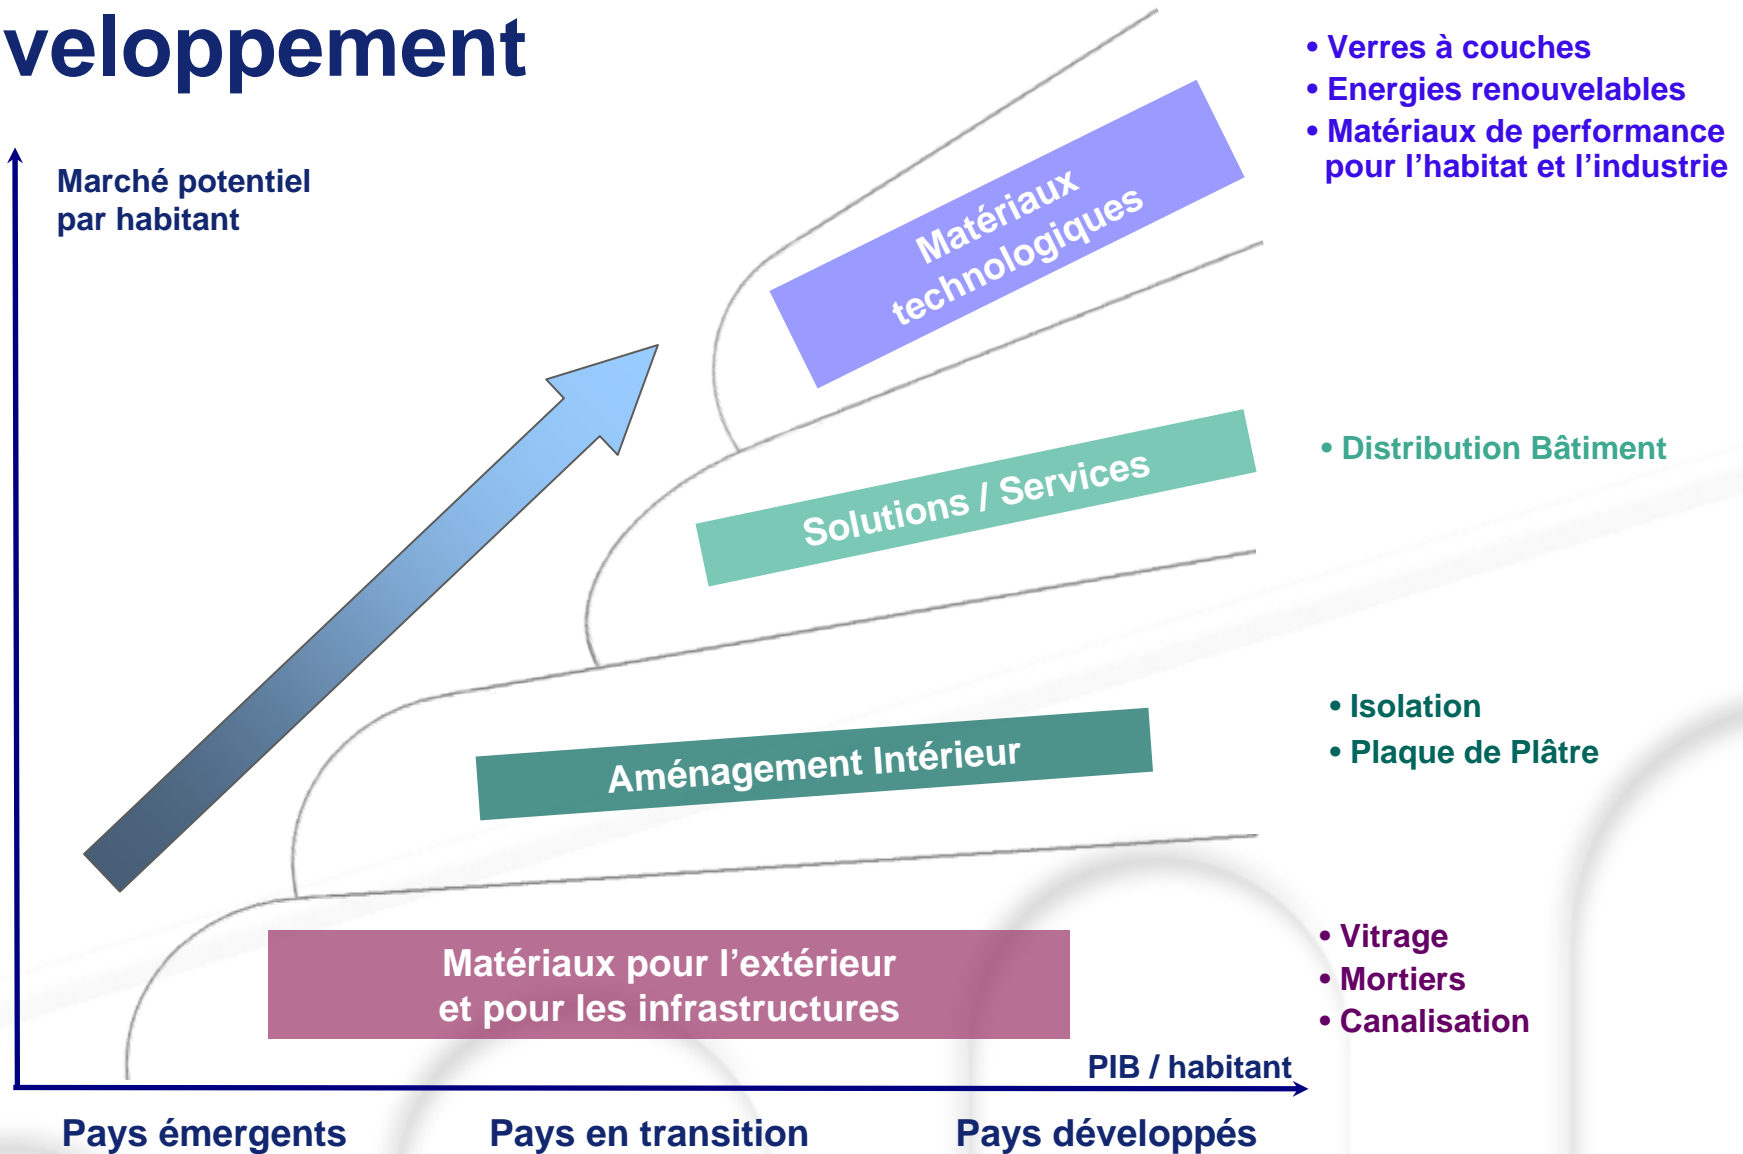 veloppement
Marché potentiel
par habitant
• Verres à couches
• Energies renouvelables
• Matériaux de performance
pour l’habitat et l’industrie
Matériaux
technologiques
Solutions / Services
• Distribution Bâtiment
Aménagement Intérieur
• Isolation
• Plaque de Plâtre
Matériaux pour l’extérieur
et pour les infrastructures
• Vitrage
• Mortiers
• Canalisation
PIB / habitant
Pays émergents
Pays en transition
Pays développés